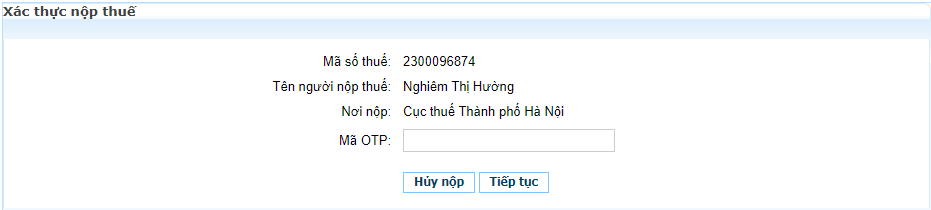 Xác thực nộp thuế
Mã số thuế: 2300096874
Tên người nộp thuế: Nghiêm Thị Hường
Nơi nộp: Cục thuế Thành phố Hà Nội
Mã OTP:
Hủy nộp Tiếp tục